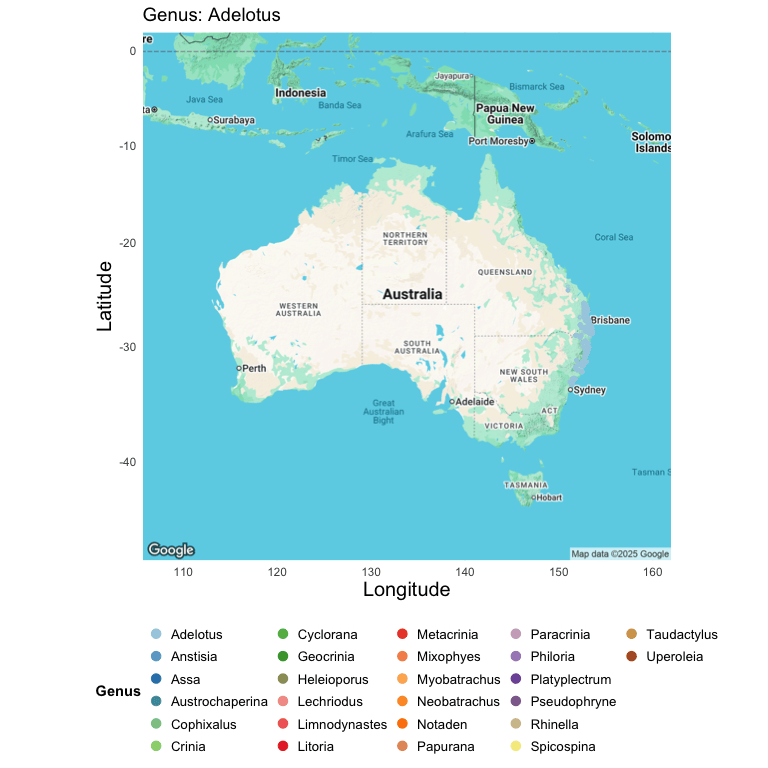 Genus: Adelotus
re
0
Jayapura
Bismarck Sea
Indonesia
Java Sea
Banda Sea
Papua New
Guinea
ta
Surabaya
Arafura Sea
Port Moresby
Solomo
Islands
-10
Timor Sea
NORTHERN
TERRITORY
Coral Sea
-20
QUEENSLAND
Australia
WESTERN
AUSTRALIA
Brisbane
Latitude
SOUTH
AUSTRALIA
-30
Perth
NEW SOUTH
WALES
Sydney
Great
Australian
Bight
Adelaide
ACT
VICTORIA
-40
Tasman S
TASMANIA
Hobart
Google
Map data ©2025 Google
110 120 130 140 150 160
Longitude
Genus
Adelotus
Anstisia
Assa
Austrochaperina
Cophixalus
Crinia
Cyclorana
Geocrinia
Heleioporus
Lechriodus
Limnodynastes
Litoria
Metacrinia
Mixophyes
Myobatrachus
Neobatrachus
Notaden
Papurana
Paracrinia
Philoria
Platyplectrum
Pseudophryne
Rhinella
Spicospina
Taudactylus
Uperoleia